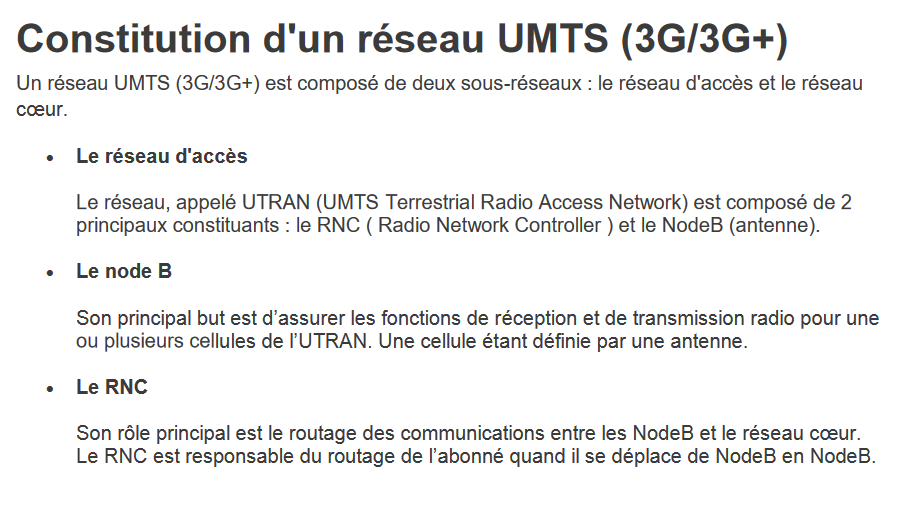 Constitution d'un réseau UMTS (3G/3G+)
Un réseau UMTS (3G/3G+) est composé de deux sous-réseaux : le réseau d'accès et le réseau
cœur.
• Le réseau d'accès
Le réseau, appelé UTRAN (UMTS Terrestrial Radio Access Network) est composé de 2
principaux constituants : le RNC ( Radio Network Controller ) et le NodeB (antenne).
• Le node B
Son principal but est d’assurer les fonctions de réception et de transmission radio pour une
ou plusieurs cellules de l’UTRAN. Une cellule étant définie par une antenne.
• Le RNC
Son rôle principal est le routage des communications entre les NodeB et le réseau cœur.
Le RNC est responsable du routage de l’abonné quand il se déplace de NodeB en NodeB.